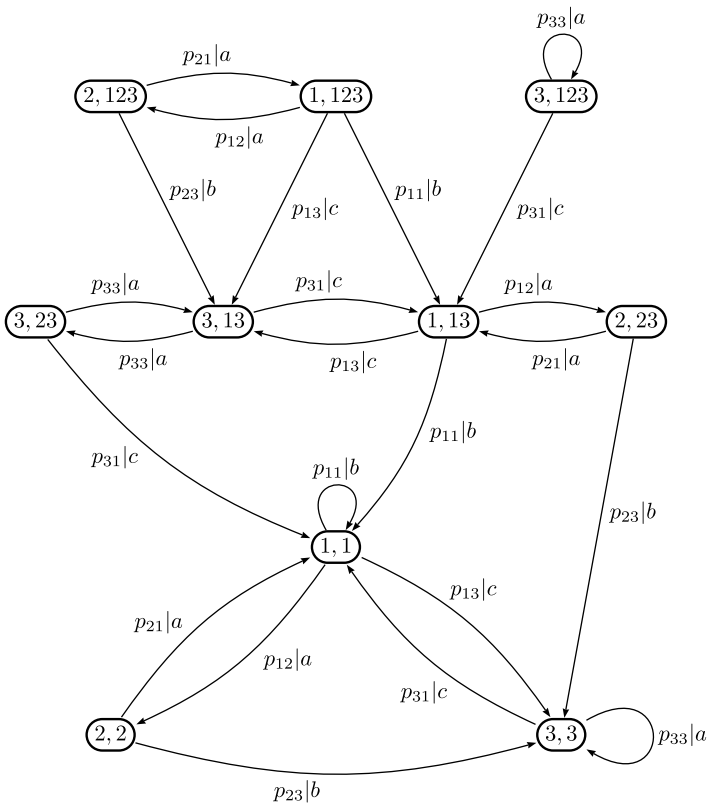 p₃₃|a
p₂₁|a
2, 123
1, 123
3, 123
p₁₂|a
p₂₃|b
p₁₃|c
p₁₁|b
p₃₁|c
p₃₃|a
p₃₁|c
p₁₂|a
3, 23
3, 13
1, 13
2, 23
p₃₃|a
p₁₃|c
p₂₁|a
p₁₁|b
p₃₁|c
p₁₁|b
p₂₃|b
1, 1
p₁₃|c
p₂₁|a
p₁₂|a
p₃₁|c
2, 2
3, 3
p₃₃|a
p₂₃|b